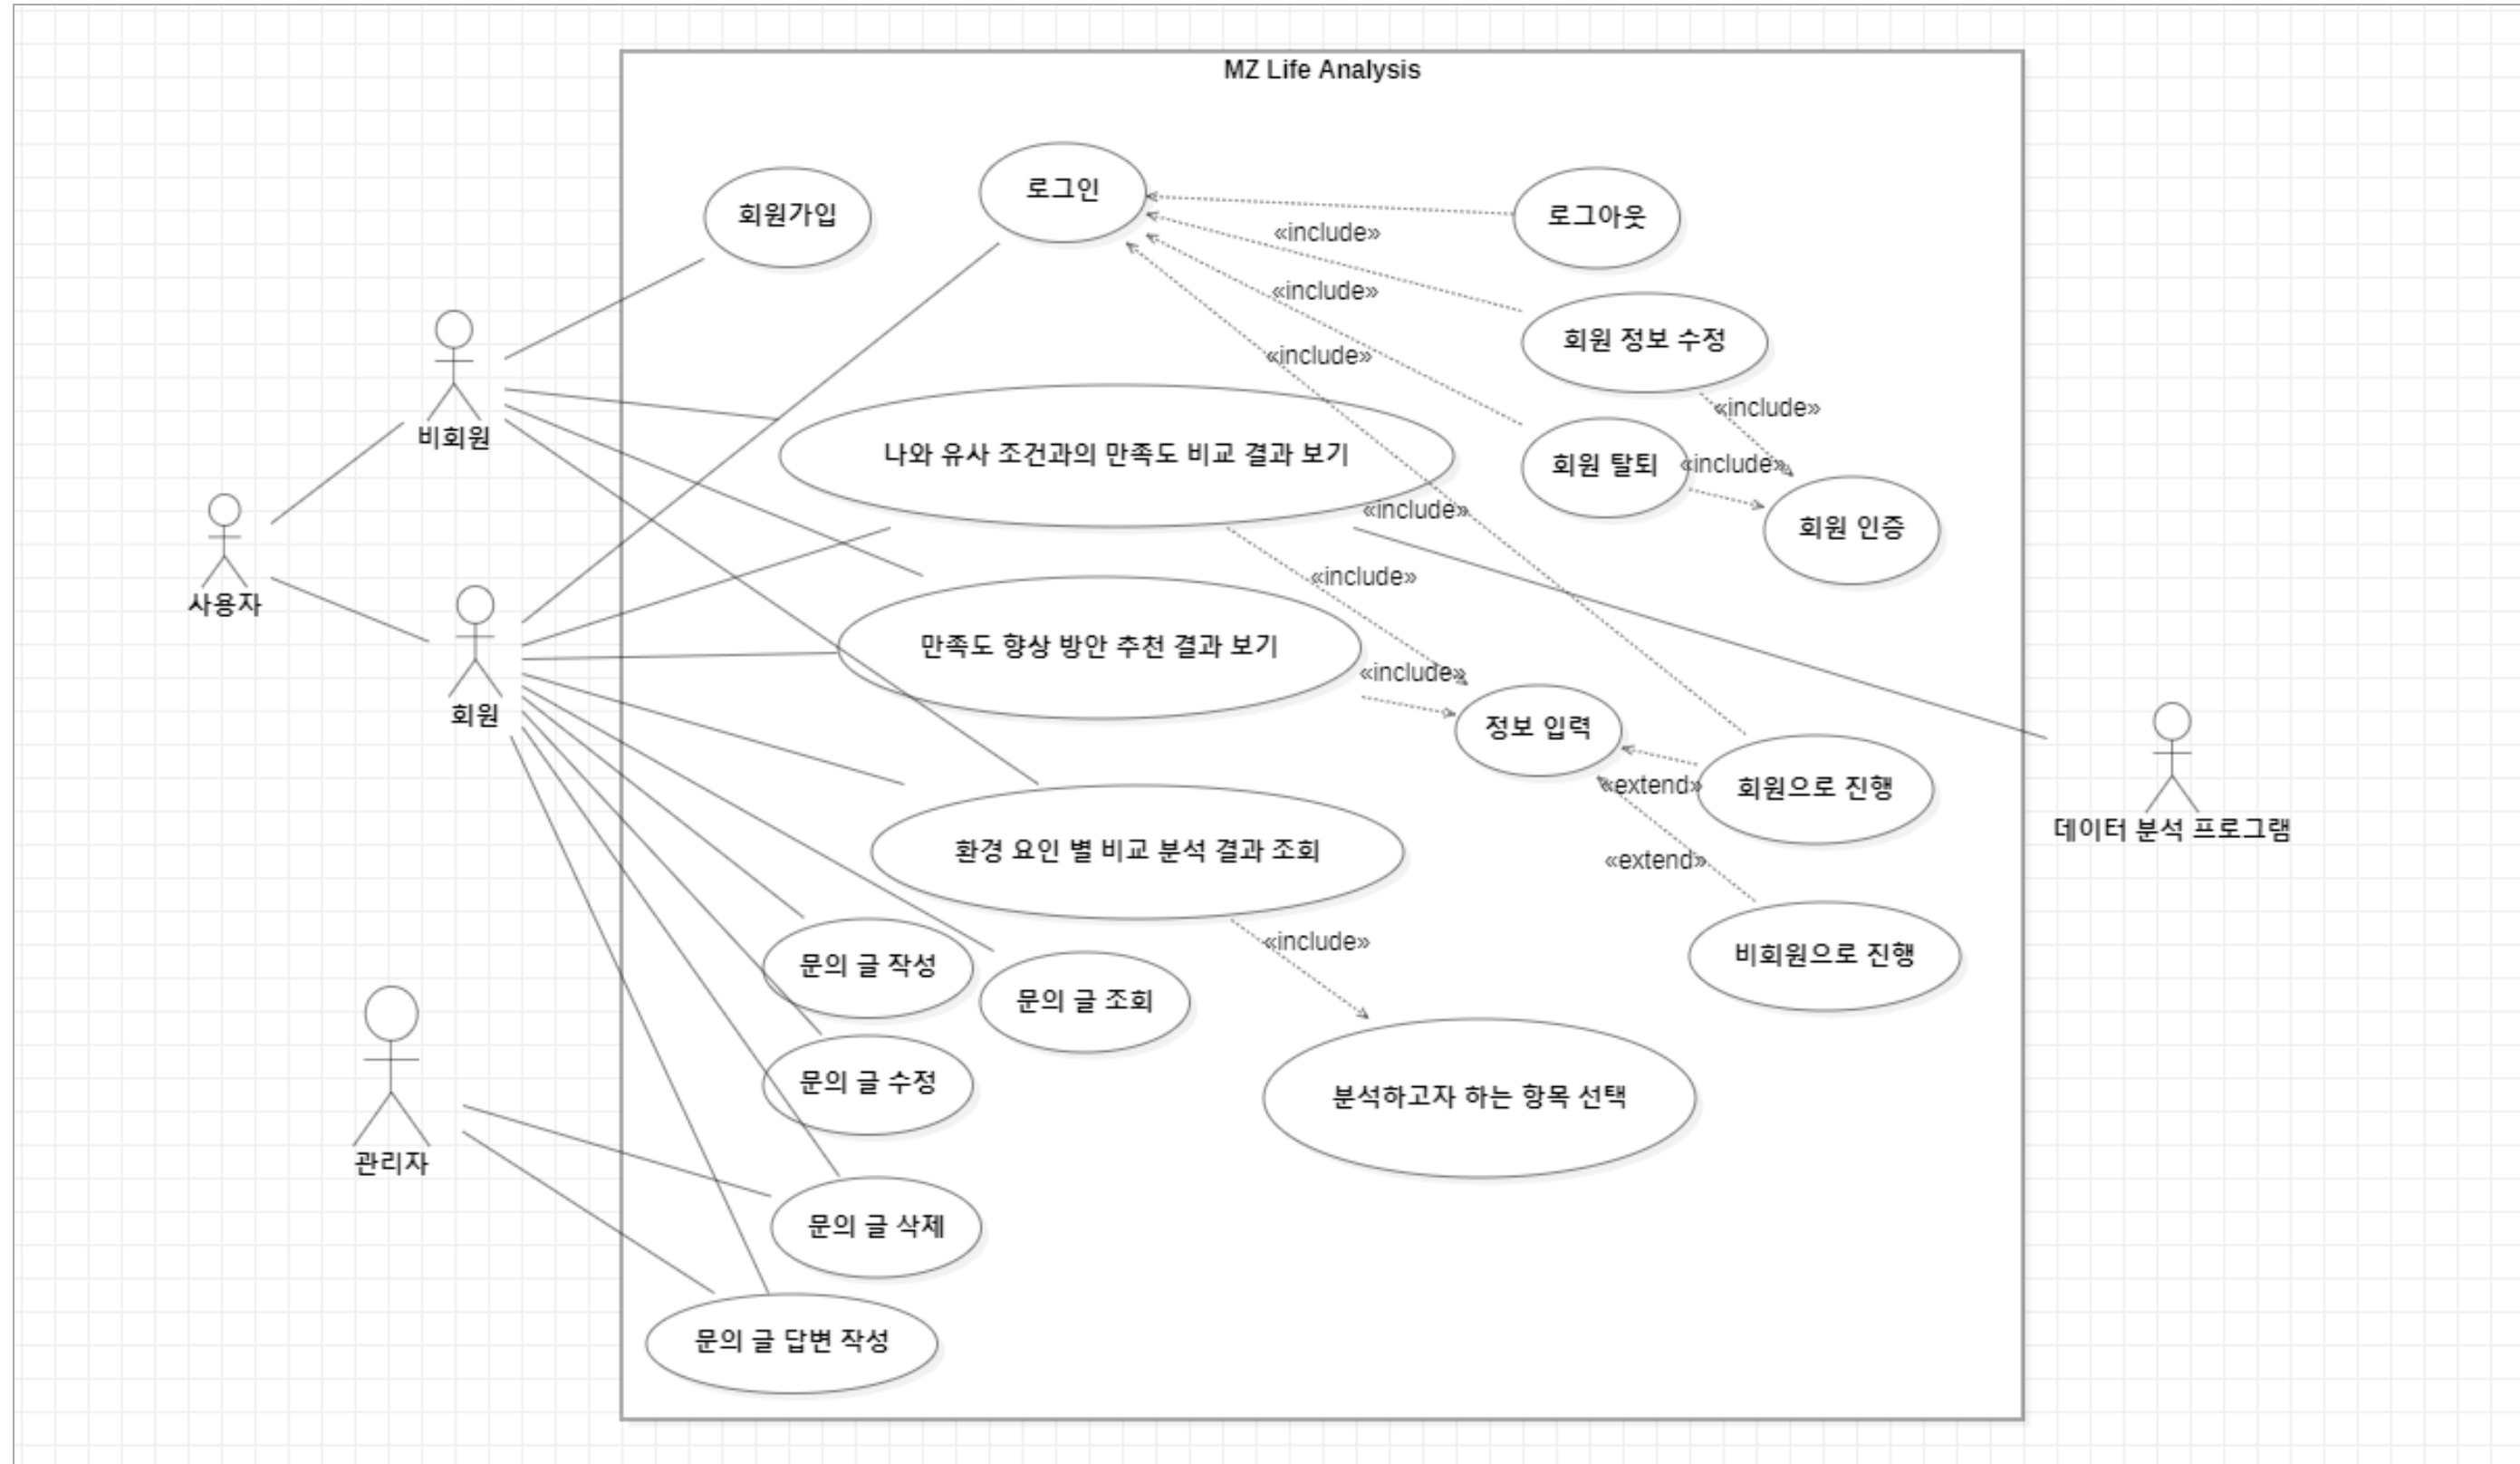 MZ Life Analysis
로그인
회원가입
로그아웃
«include»
«include»
회원 정보 수정
«include»
«include»
비회원
나와 유사 조건과의 만족도 비교 결과 보기
회원 탈퇴
«include»
«include»
회원 인증
«include»
사용자
만족도 향상 방안 추천 결과 보기
«include»
회원
정보 입력
«extend»
회원으로 진행
데이터 분석 프로그램
환경 요인 별 비교 분석 결과 조회
«extend»
«include»
비회원으로 진행
문의 글 작성
문의 글 조회
문의 글 수정
분석하고자 하는 항목 선택
관리자
문의 글 삭제
문의 글 답변 작성